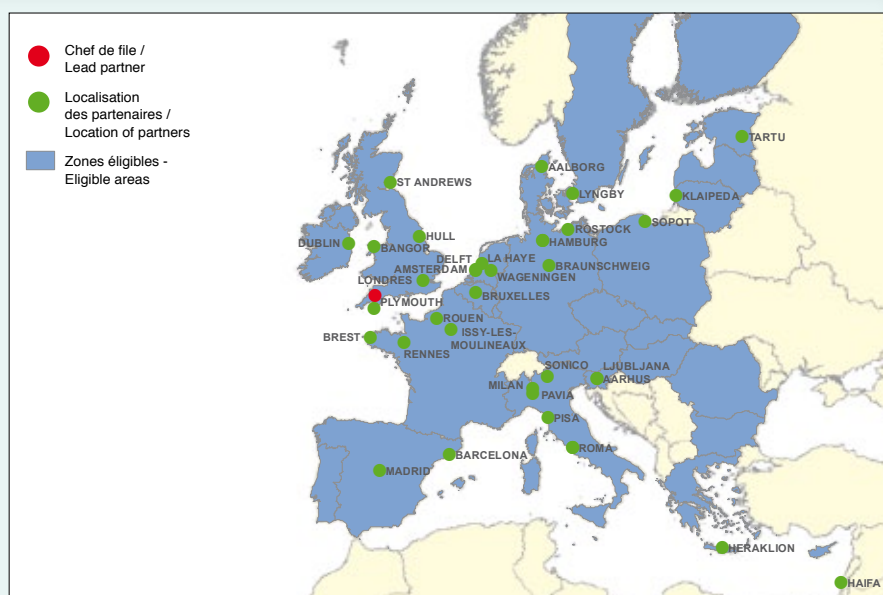 Chef de file /
Lead partner
Localisation
des partenaires /
Location of partners
Zones éligibles -
Eligible areas
TARTU
AALBORG
ST ANDREWS
LYNGBY
KLAIPEDA
SOPOT
ROSTOCK
HULL
HAMBURG
DUBLIN
BANGOR
DELFT
LA HAYE
AMSTERDAM
BRAUNSCHWEIG
WAGENINGEN
LONDRES
BRUXELLES
PLYMOUTH
ROUEN
BREST
ISSY-LES-
MOULINEAUX
RENNES
SONICO
LJUBLJANA
AARHUS
MILAN
PAVIA
PISA
ROMA
BARCELONA
MADRID
HERAKLION
HAIFA